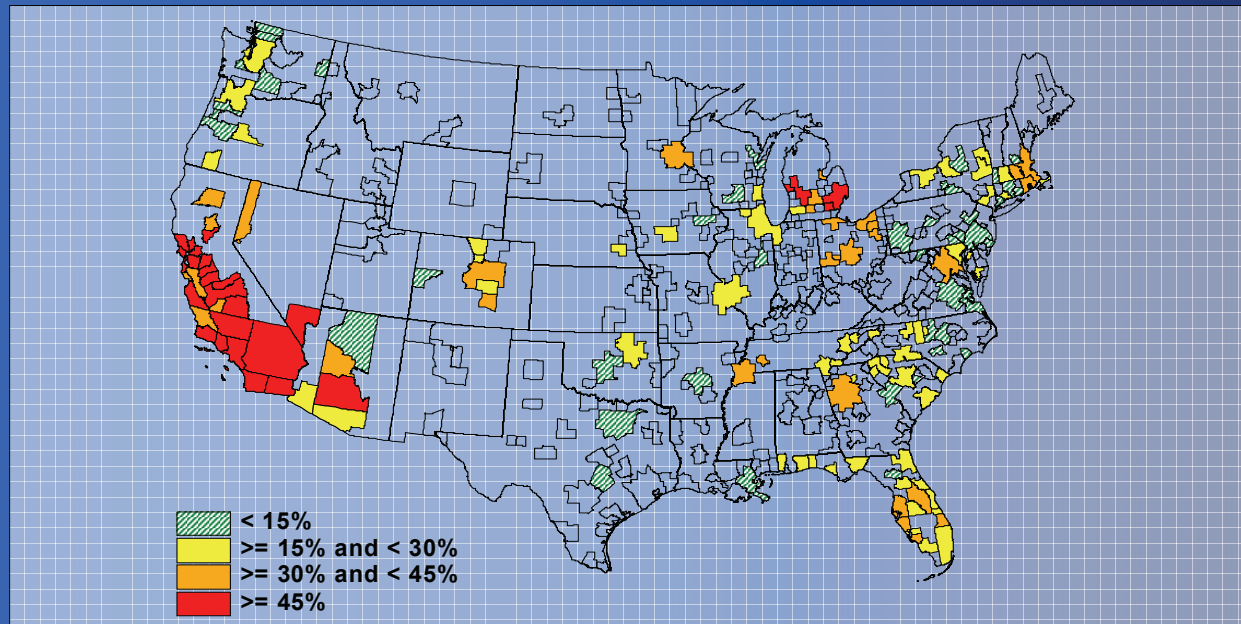 < 15%
>= 15% and < 30%
>= 30% and < 45%
>= 45%